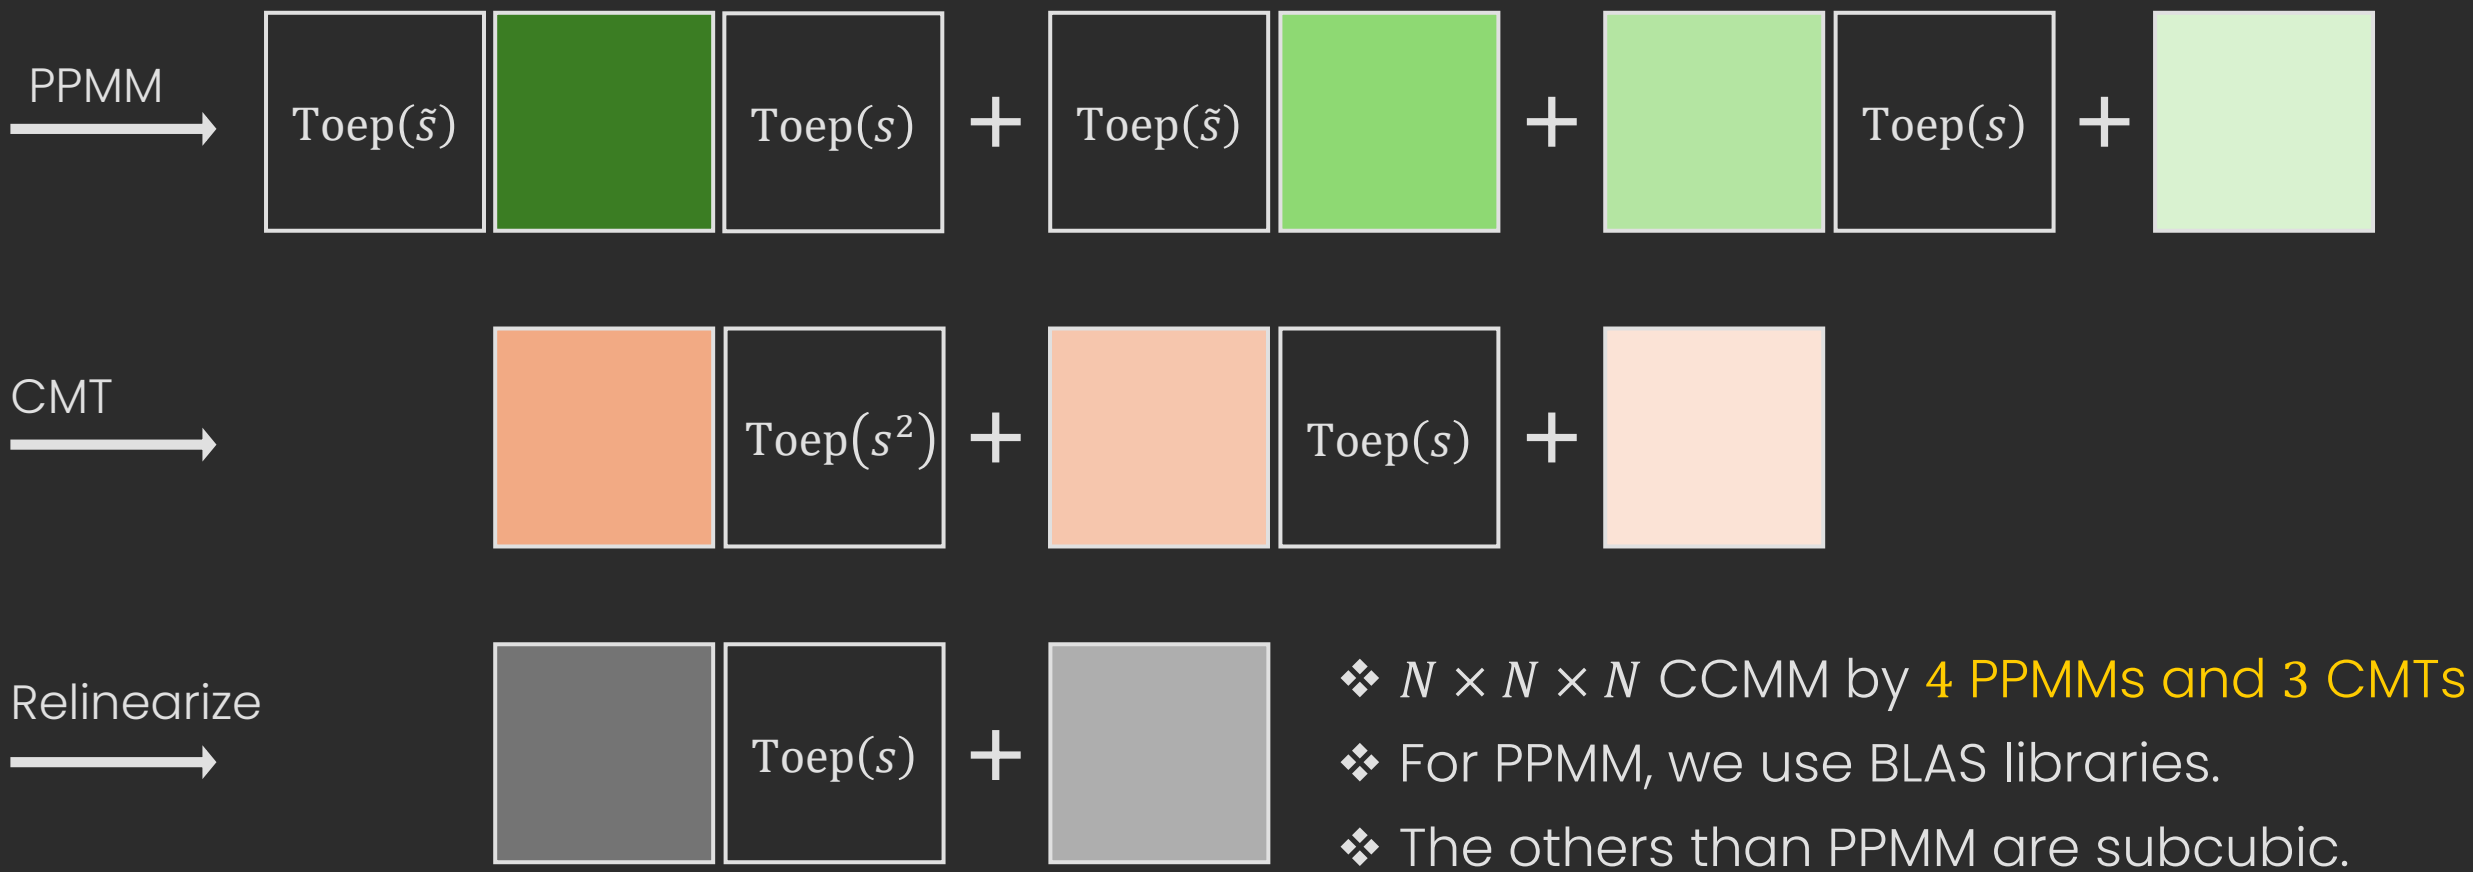 PPMM
Toep(s̃) Toep(s) + Toep(s̃) + Toep(s) +
CMT
Toep(s²) + Toep(s) +
Relinearize
Toep(s) +
❖ N × N × N CCMM by 4 PPMMs and 3 CMTs
❖ For PPMM, we use BLAS libraries.
❖ The others than PPMM are subcubic.